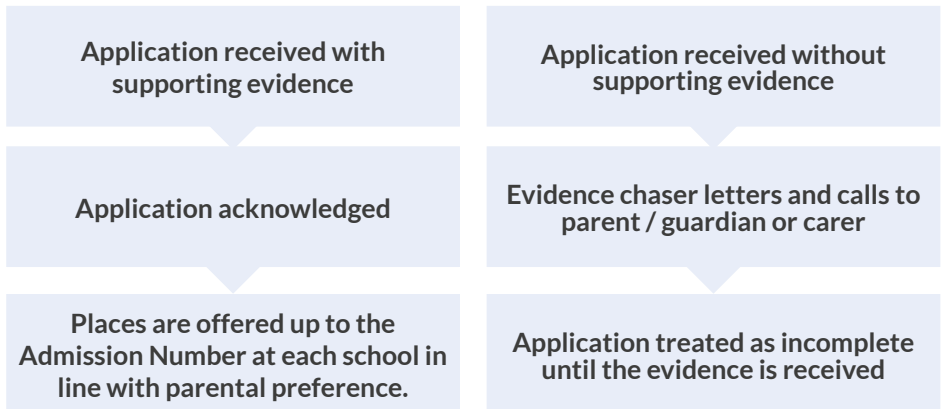 Application received with
supporting evidence
Application acknowledged
Places are offered up to the
Admission Number at each school in
line with parental preference.
Application received without
supporting evidence
Evidence chaser letters and calls to
parent / guardian or carer
Application treated as incomplete
until the evidence is received